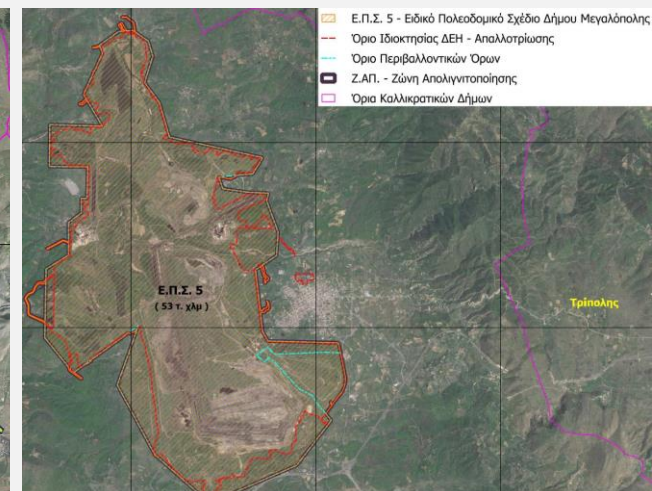 Ε.Π.Σ. 5 - Ειδικό Πολεοδομικό Σχέδιο Δήμου Μεγαλόπολης
Όριο Ιδιοκτησίας ΔΕΗ - Απαλλοτρίωσης
Όριο Περιβαλλοντικών Όρων
Ζ.ΑΠ. - Ζώνη Απολιγνιτοποίησης
Όρια Καλλικρατικών Δήμων
Ε.Π.Σ. 5
( 53 τ. χλμ )
Τρίπολης